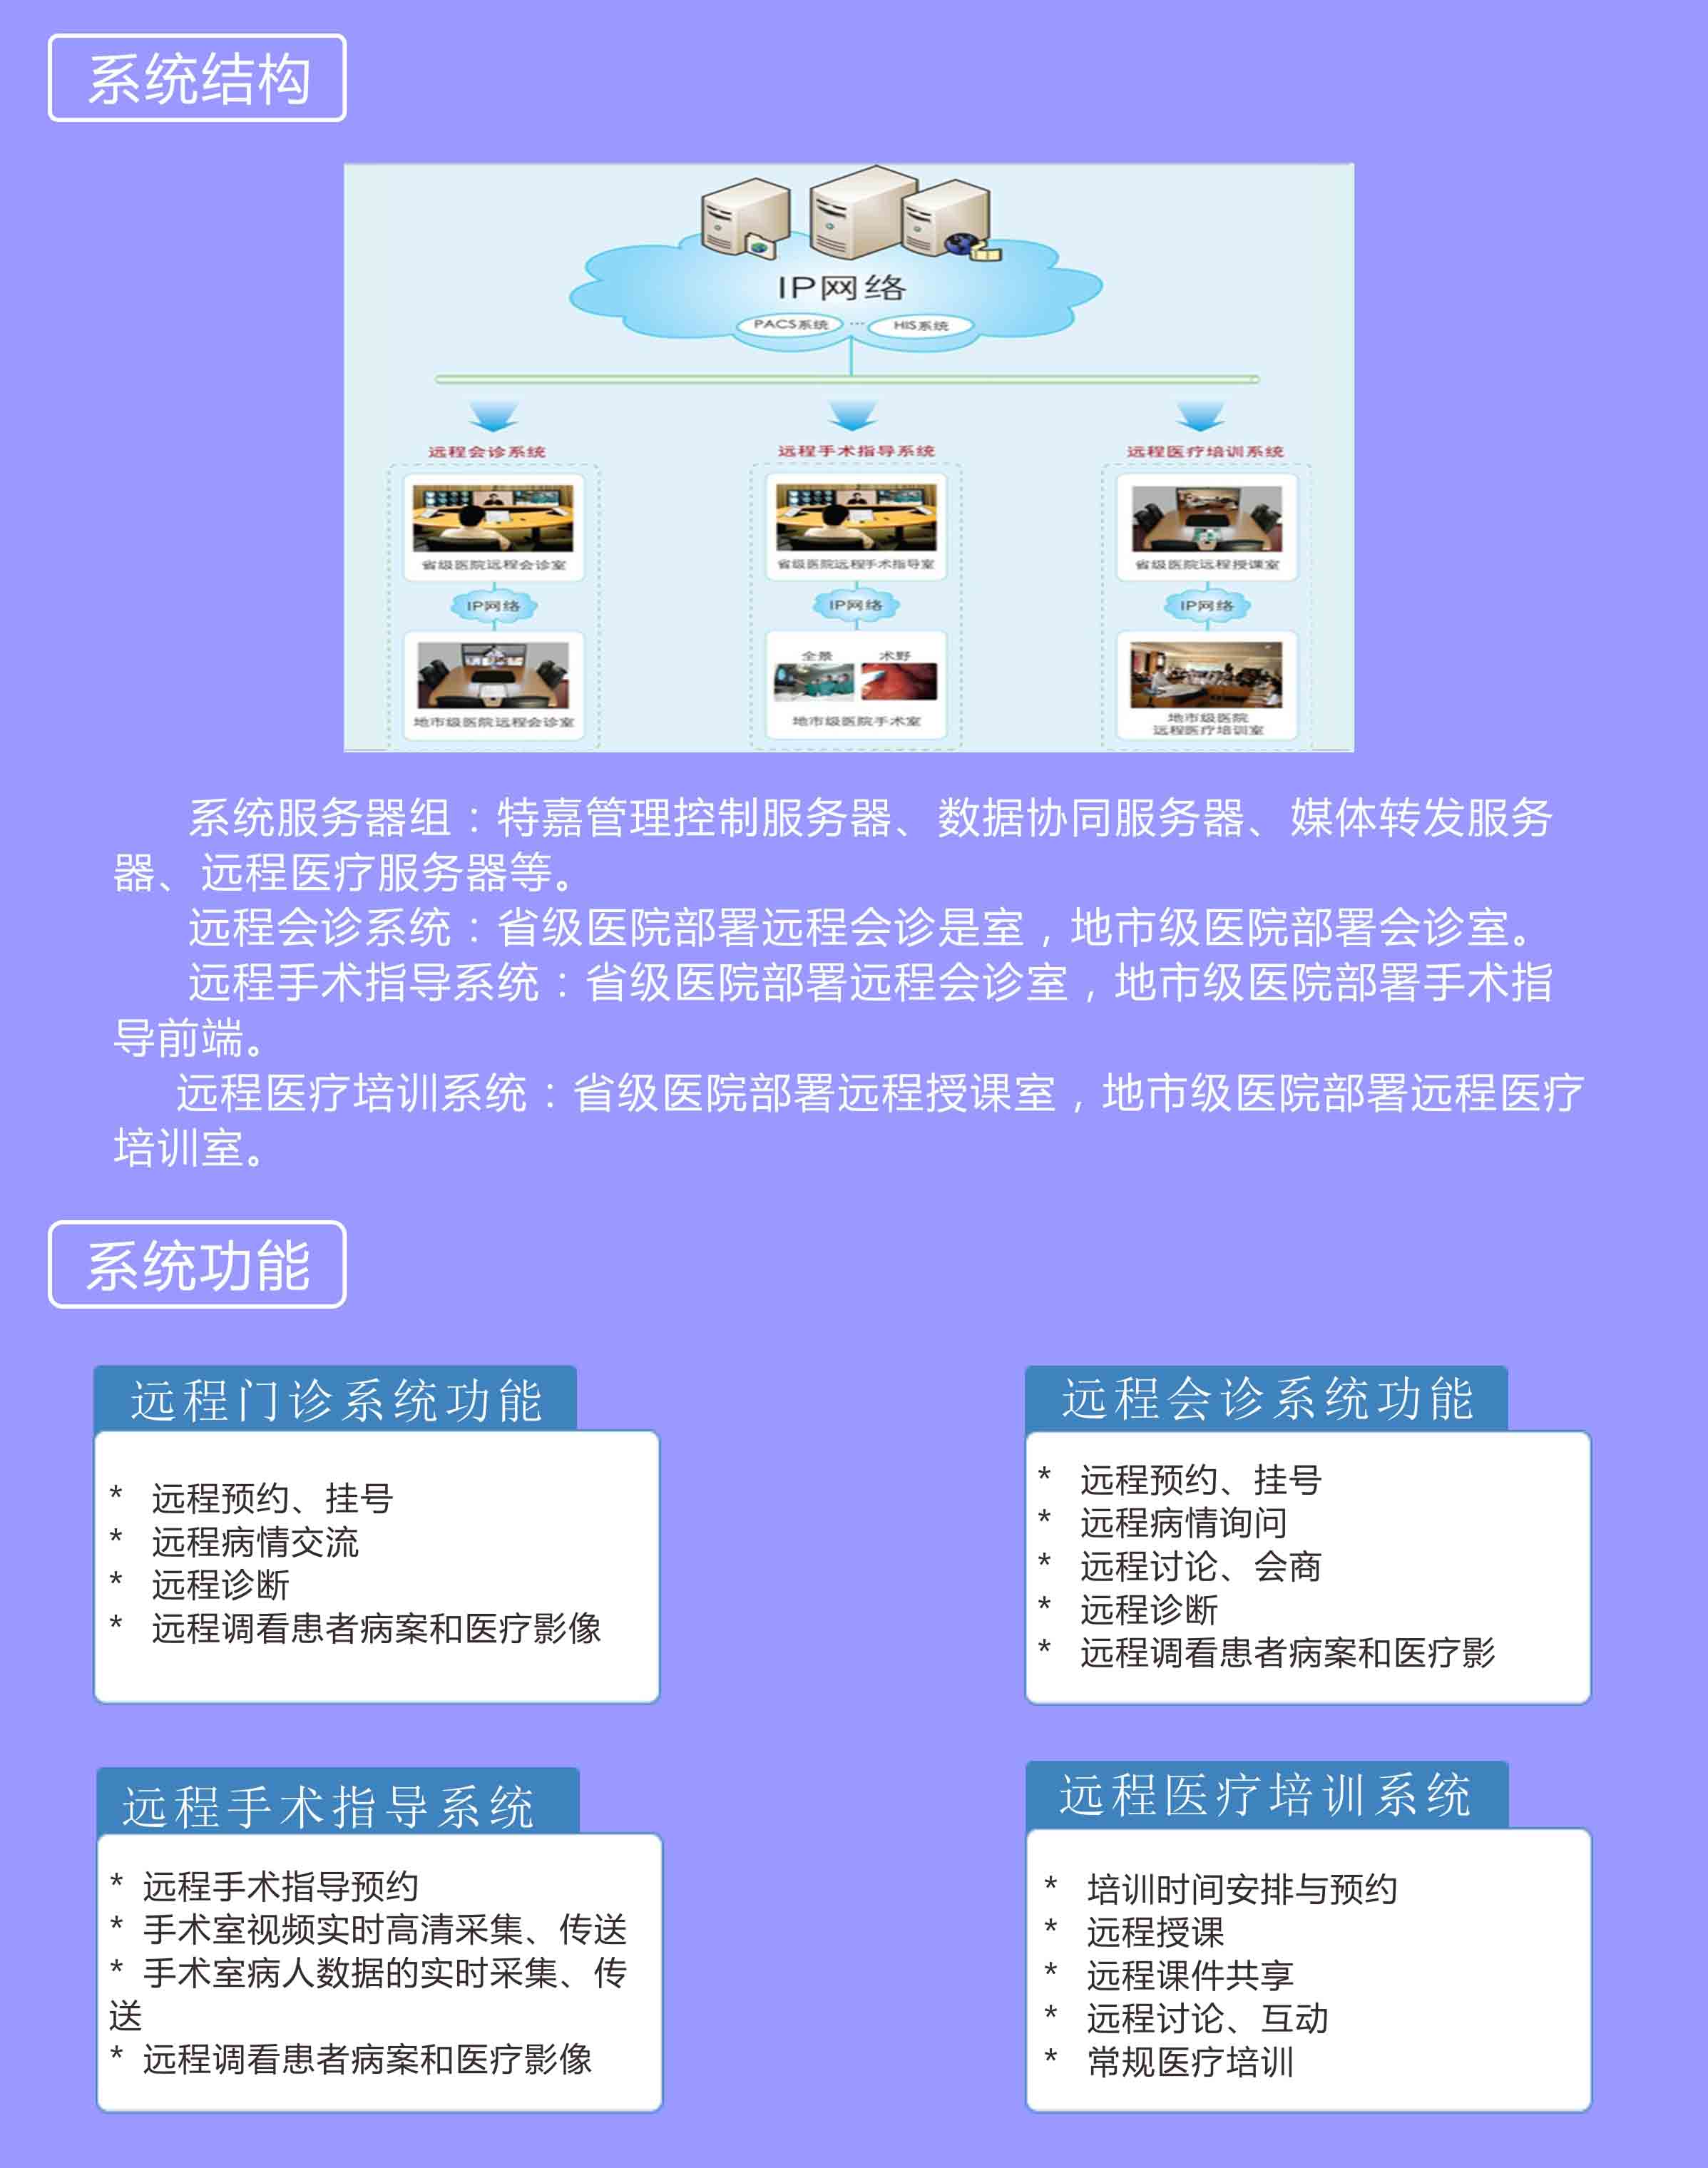 系统结构
IP网络
PACS系统 ··· HIS系统
远程会诊系统
远程手术指导系统
远程医疗培训系统
省级医院远程会诊室
省级医院远程手术指导室
省级医院远程授课室
IP网络
IP网络
IP网络
全景 术野
地市级医院远程会诊室
地市级医院手术室
地市级医院
远程医疗培训室
系统服务器组：特嘉管理控制服务器、数据协同服务器、媒体转发服务
器、远程医疗服务器等。
远程会诊系统：省级医院部署远程会诊是室，地市级医院部署会诊室。
远程手术指导系统：省级医院部署远程会诊室，地市级医院部署手术指
导前端。
远程医疗培训系统：省级医院部署远程授课室，地市级医院部署远程医疗
培训室。
系统功能
远程门诊系统功能
* 远程预约、挂号
* 远程病情交流
* 远程诊断
* 远程调看患者病案和医疗影像
远程会诊系统功能
* 远程预约、挂号
* 远程病情询问
* 远程讨论、会商
* 远程诊断
* 远程调看患者病案和医疗影
远程手术指导系统
* 远程手术指导预约
* 手术室视频实时高清采集、传送
* 手术室病人数据的实时采集、传
送
* 远程调看患者病案和医疗影像
远程医疗培训系统
* 培训时间安排与预约
* 远程授课
* 远程课件共享
* 远程讨论、互动
* 常规医疗培训